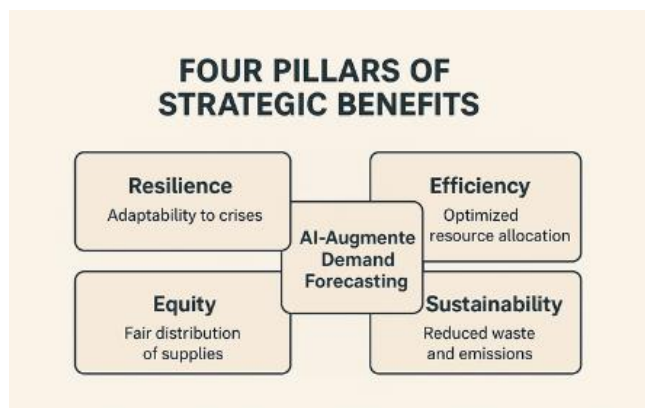 FOUR PILLARS OF
STRATEGIC BENEFITS
Resilience
Adaptability to crises
Efficiency
Optimized
resource allocation
AI-Augmente
Demand
Forecasting
Equity
Fair distribution
of supplies
Sustainability
Reduced waste
and emissions